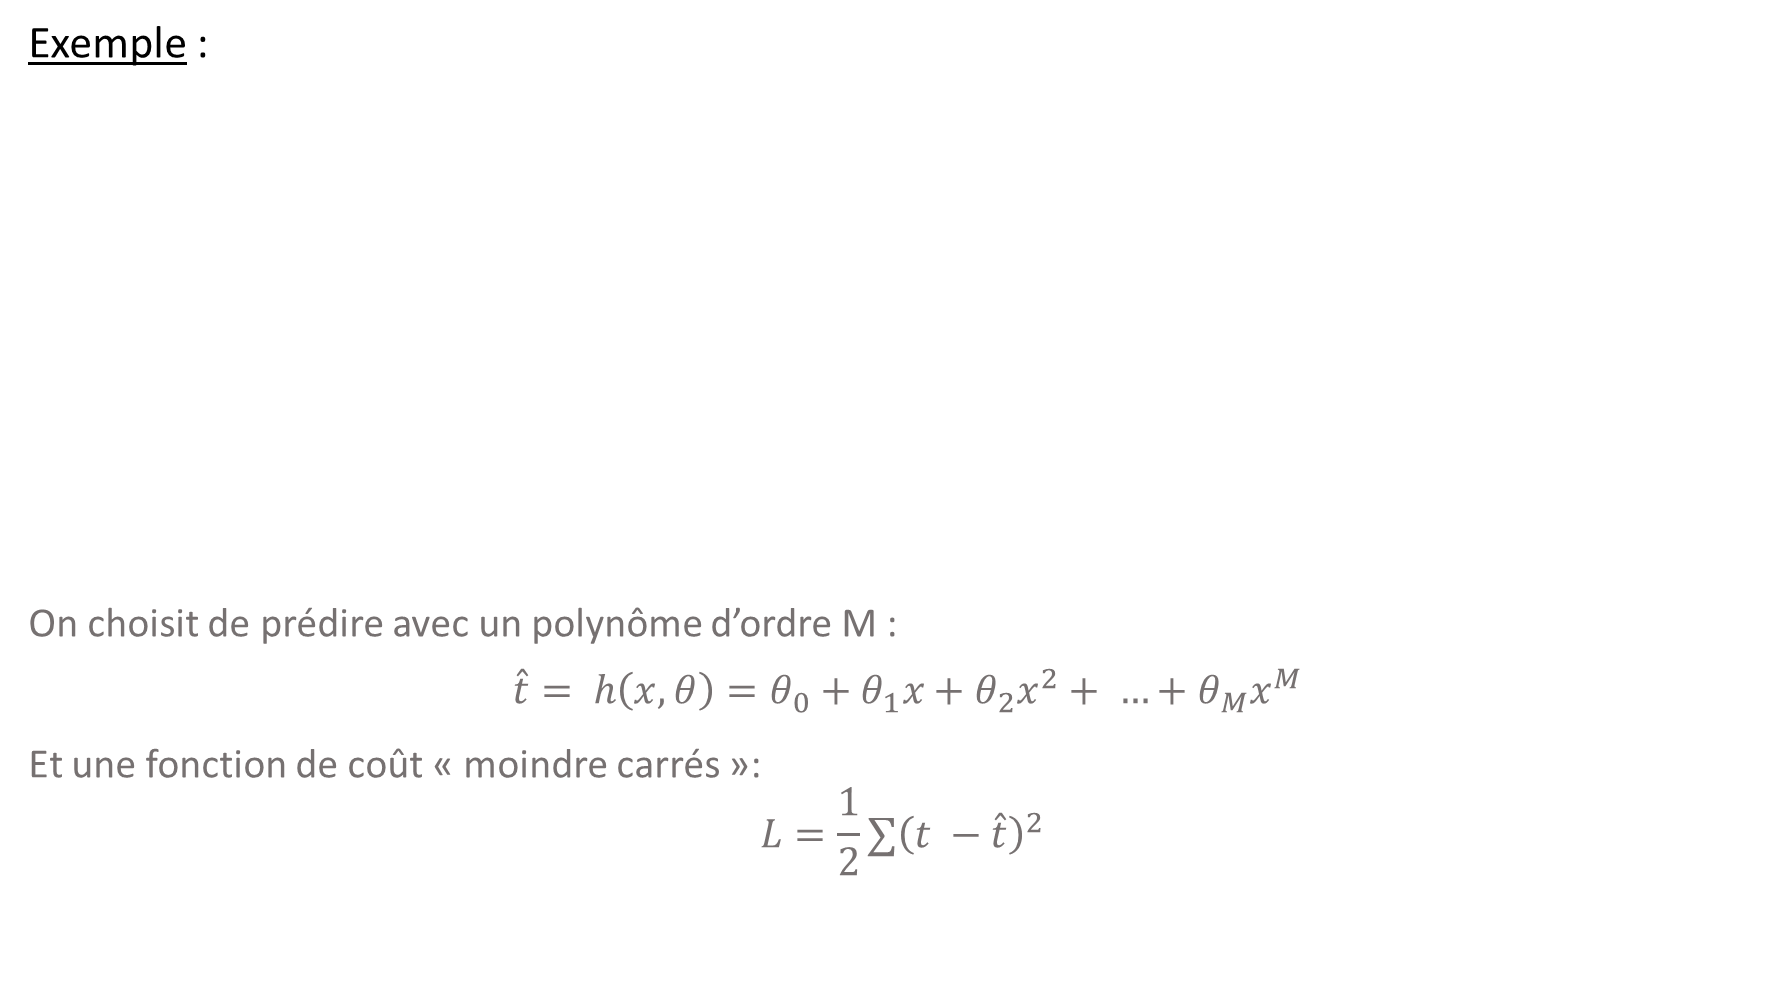 Exemple :
On choisit de prédire avec un polynôme d’ordre M :
t̂ = h(x, θ) = θ₀ + θ₁x + θ₂x² + … + θ_M x^M
Et une fonction de coût « moindre carrés »:
L = 1/2 ∑(t − t̂)²